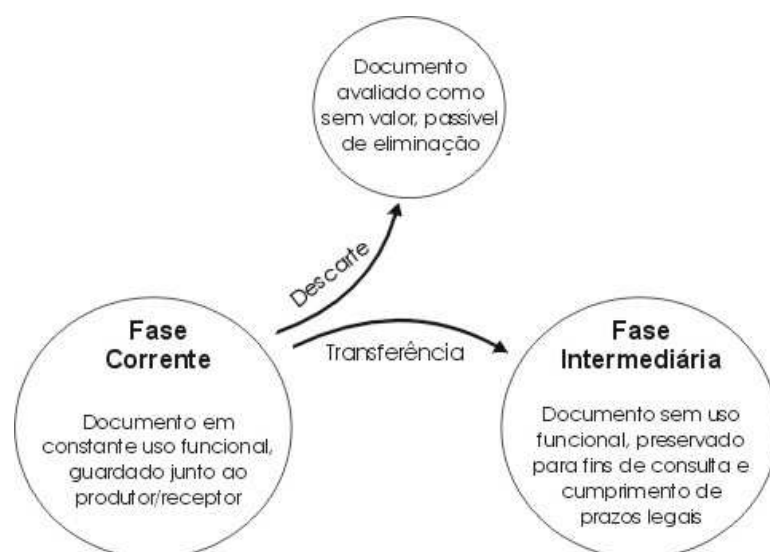 Documento
avaliado como
sem valor, passível
de eliminação
Descarte
Transferência
Fase
Corrente
Documento em
constante uso funcional,
guardado junto ao
produtor/receptor
Fase
Intermediária
Documento sem uso
funcional, preservado
para fins de consulta e
cumprimento de
prazos legais